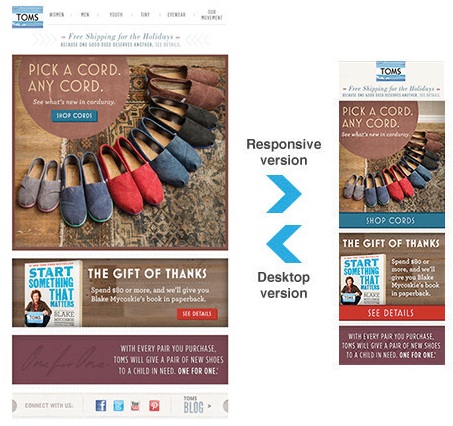 TOMS
WOMEN MEN YOUTH TINY EYEWEAR OUR MOVEMENT
Free Shipping for the Holidays
BECAUSE ONE GOOD DEED DESERVES ANOTHER. SEE DETAILS.
PICK A CORD.
ANY CORD.
See what's new in corduroy.
SHOP CORDS
THE GIFT OF THANKS
START
SOMETHING
THAT
MATTERS
BLAKE
MYCOSKIE
TOMS
Spend $80 or more, and we'll give you
Blake Mycoskie's book in paperback.
SEE DETAILS
One for One
WITH EVERY PAIR YOU PURCHASE,
TOMS WILL GIVE A PAIR OF NEW SHOES
TO A CHILD IN NEED. ONE FOR ONE.®
CONNECT WITH US.
TOMS
BLOG >
Responsive
version
Desktop
version
TOMS
Free Shipping for the Holidays
BECAUSE ONE GOOD DEED DESERVES ANOTHER. SEE DETAILS.
PICK A CORD.
ANY CORD.
See what's new in corduroy.
SHOP CORDS
THE GIFT OF THANKS
START
SOMETHING
THAT
MATTERS
BLAKE
MYCOSKIE
Spend $80 or
more, and we'll give
you Blake Mycoskie's
book in paperback.
SEE DETAILS
WITH EVERY PAIR YOU PURCHASE,
TOMS WILL GIVE A PAIR OF NEW SHOES
TO A CHILD IN NEED. ONE FOR ONE.®